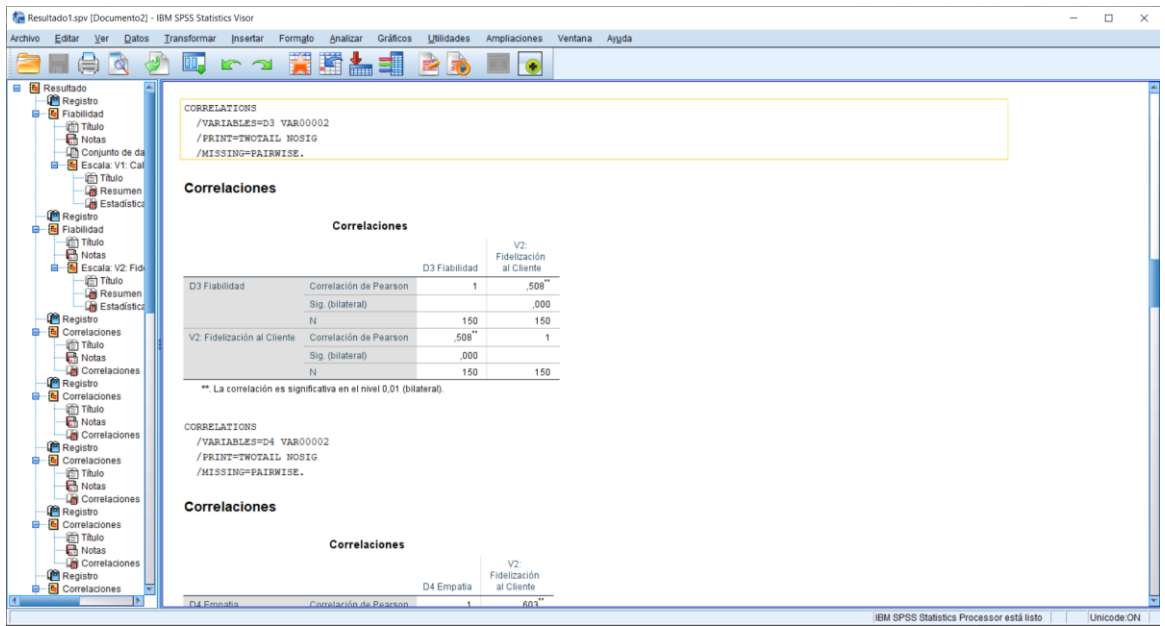 Resultado1.spv [Documento2] - IBM SPSS Statistics Visor
Archivo Editar Ver Datos Transformar Insertar Formato Analizar Gráficos Utilidades Ampliaciones Ventana Ayuda
Resultado
Registro
Fiabilidad
Título
Notas
Conjunto de da
Escala: V1: Cal
Título
Resumen
Estadística
Registro
Fiabilidad
Título
Notas
Escala: V2: Fid
Título
Resumen
Estadística
Registro
Correlaciones
Título
Notas
Correlaciones
Registro
Correlaciones
Título
Notas
Correlaciones
Registro
Correlaciones
Título
Notas
Correlaciones
Registro
Correlaciones
Título
Notas
Correlaciones
Registro
Correlaciones
CORRELATIONS
/VARIABLES=D3 VAR00002
/PRINT=TWOTAIL NOSIG
/MISSING=PAIRWISE.
Correlaciones
Correlaciones
V2:
Fidelización
D3 Fiabilidad al Cliente
D3 Fiabilidad Correlación de Pearson 1 ,508**
Sig. (bilateral) ,000
N 150 150
V2: Fidelización al Cliente Correlación de Pearson ,508** 1
Sig. (bilateral) ,000
N 150 150
**. La correlación es significativa en el nivel 0,01 (bilateral).
CORRELATIONS
/VARIABLES=D4 VAR00002
/PRINT=TWOTAIL NOSIG
/MISSING=PAIRWISE.
Correlaciones
Correlaciones
V2:
Fidelización
D4 Empatia al Cliente
D4 Empatia Correlación de Pearson 1 603**
IBM SPSS Statistics Processor está listo Unicode:ON